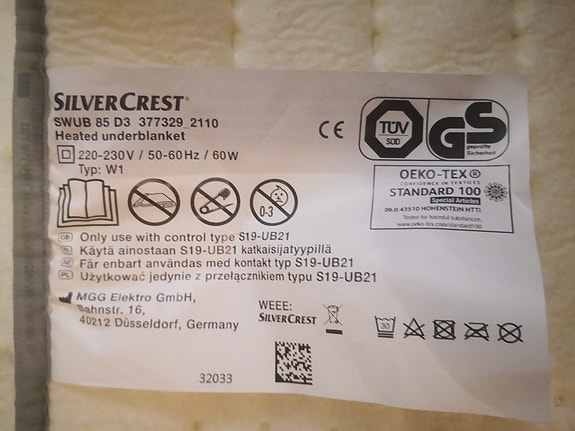 SILVERCREST®
SWUB 85 D3 377329_2110
Heated underblanket
220-230V / 50-60Hz / 60W
Typ: W1
CE
TÜV
SÜD
GS
geprüfte
Sicherheit
OEKO-TEX®
CONFIDENCE IN TEXTILES
STANDARD 100
Special Articles
06.0.43510 HOHENSTEIN HTTI
Tested for harmful substances.
www.oeko-tex.com/standard100
0-3
GB Only use with control type S19-UB21
FI Käytä ainostaan S19-UB21 katkaisijatyypillä
SE Får enbart användas med kontakt typ S19-UB21
PL Użytkować jedynie z przełącznikiem typu S19-UB21
MGG Elektro GmbH,
Bahnstr. 16,
40212 Düsseldorf, Germany
WEEE:
SILVERCREST
30
32033